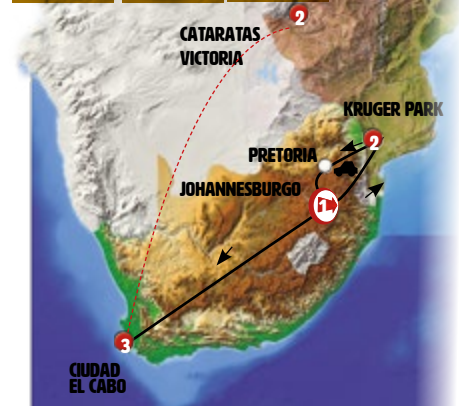 2
CATARATAS
VICTORIA
KRUGER PARK
2
PRETORIA
JOHANNESBURGO
1
3
CIUDAD
EL CABO